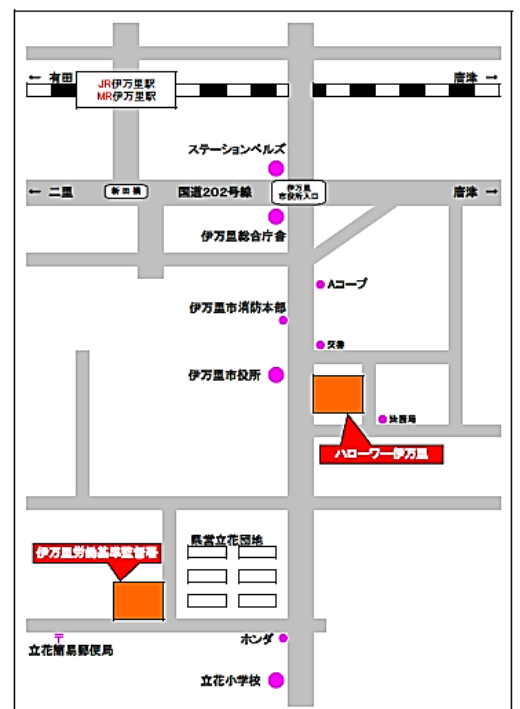 ← 有田
唐津 →
JR伊万里駅
MR伊万里駅
ステーションベルズ
← 二里
新田橋
国道202号線
伊万里
市役所入口
唐津 →
伊万里総合庁舎
Aコープ
伊万里市消防本部
交番
伊万里市役所
法務局
ハローワー伊万里
県営立花団地
伊万里労働基準監督署
〒
立花簡易郵便局
ホンダ
立花小学校